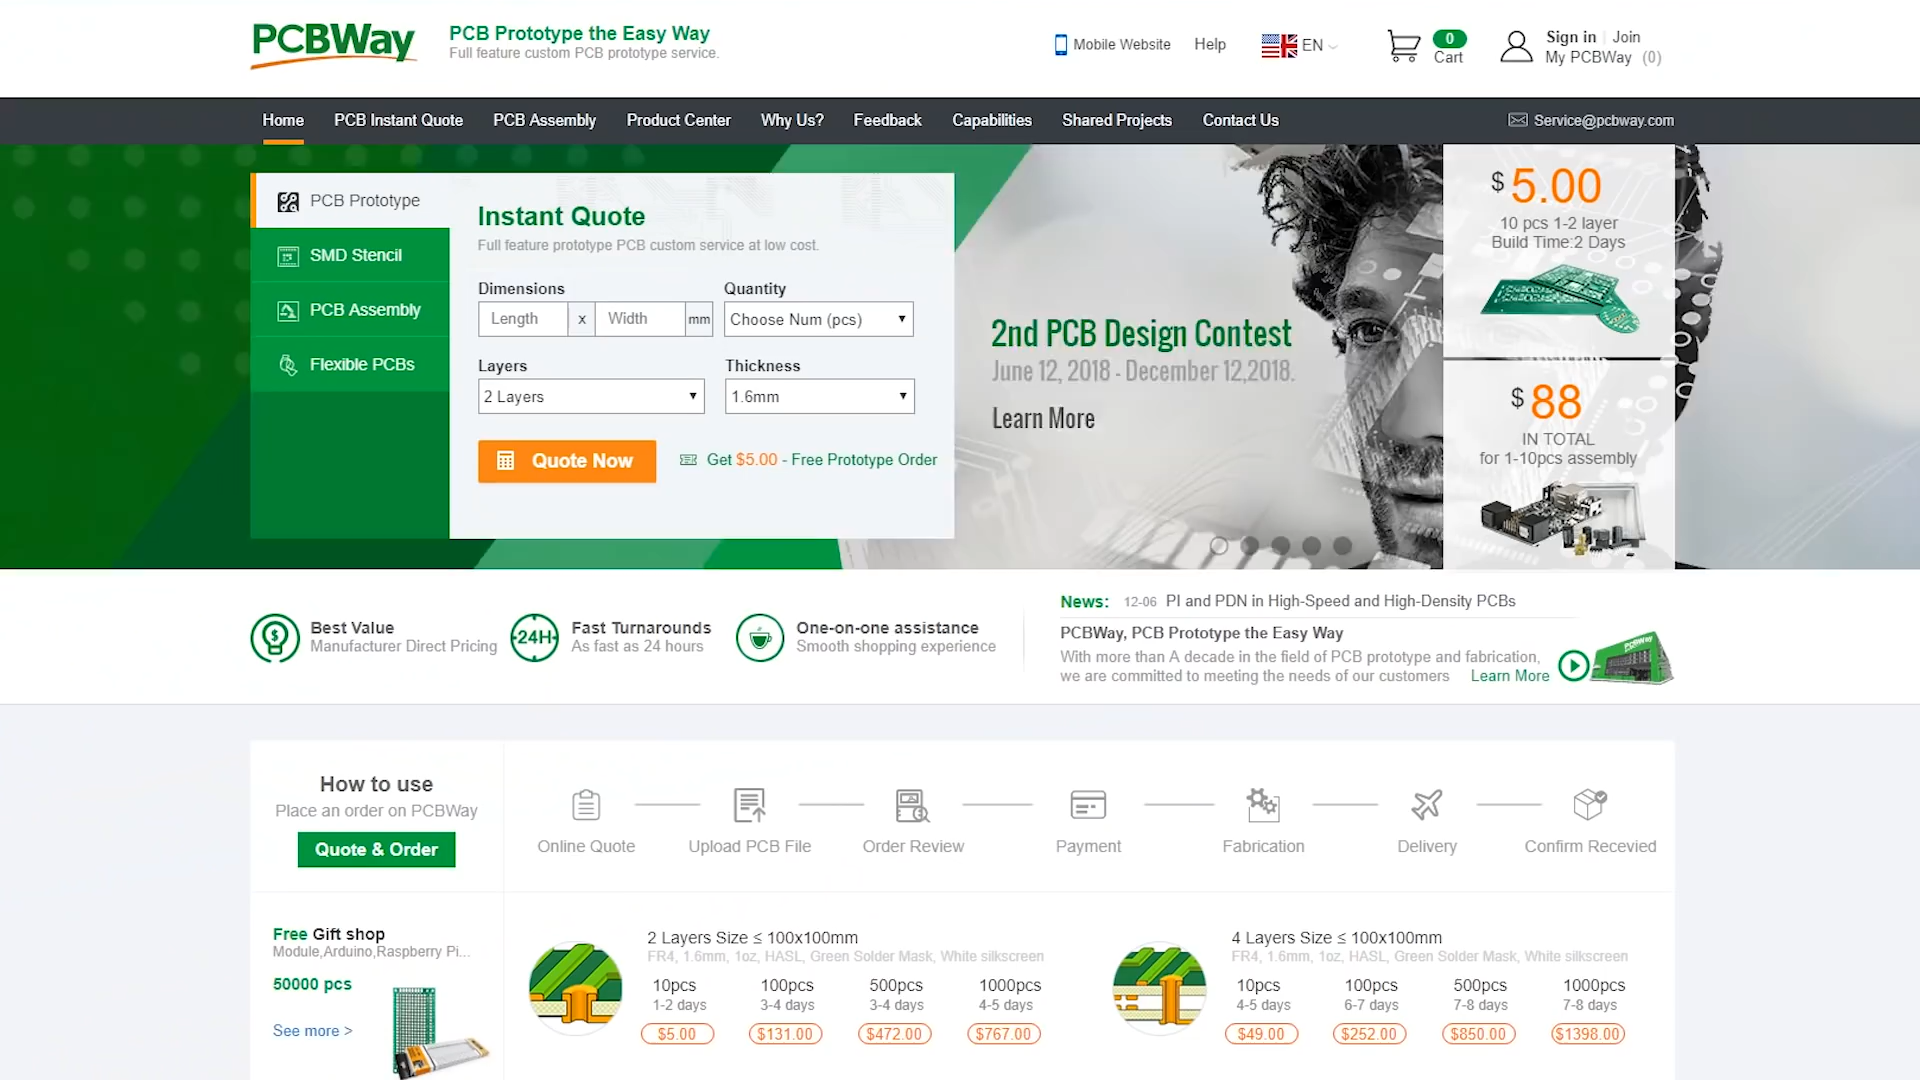 PCBWay
PCB Prototype the Easy Way
Full feature custom PCB prototype service.
Mobile Website
Help
EN
0
Cart
Sign in | Join
My PCBWay (0)
Home
PCB Instant Quote
PCB Assembly
Product Center
Why Us?
Feedback
Capabilities
Shared Projects
Contact Us
Service@pcbway.com
PCB Prototype
SMD Stencil
PCB Assembly
Flexible PCBs
Instant Quote
Full feature prototype PCB custom service at low cost.
Dimensions
Quantity
Length x Width mm
Choose Num (pcs)
Layers
Thickness
2 Layers
1.6mm
Quote Now
Get $5.00 - Free Prototype Order
2nd PCB Design Contest
June 12, 2018 - December 12,2018.
Learn More
$ 5.00
10 pcs 1-2 layer
Build Time:2 Days
$ 88
IN TOTAL
for 1-10pcs assembly
Best Value
Manufacturer Direct Pricing
24H
Fast Turnarounds
As fast as 24 hours
One-on-one assistance
Smooth shopping experience
News: 12-06 PI and PDN in High-Speed and High-Density PCBs
PCBWay, PCB Prototype the Easy Way
With more than A decade in the field of PCB prototype and fabrication,
we are committed to meeting the needs of our customers Learn More
PCBWay
How to use
Place an order on PCBWay
Quote & Order
Online Quote
Upload PCB File
Order Review
Payment
Fabrication
Delivery
Confirm Recevied
Free Gift shop
Module,Arduino,Raspberry Pi...
50000 pcs
See more >
2 Layers Size ≤ 100x100mm
FR4, 1.6mm, 1oz, HASL, Green Solder Mask, White silkscreen
10pcs 100pcs 500pcs 1000pcs
1-2 days 3-4 days 3-4 days 4-5 days
$5.00 $131.00 $472.00 $767.00
4 Layers Size ≤ 100x100mm
FR4, 1.6mm, 1oz, HASL, Green Solder Mask, White silkscreen
10pcs 100pcs 500pcs 1000pcs
4-5 days 6-7 days 7-8 days 7-8 days
$49.00 $252.00 $850.00 $1398.00